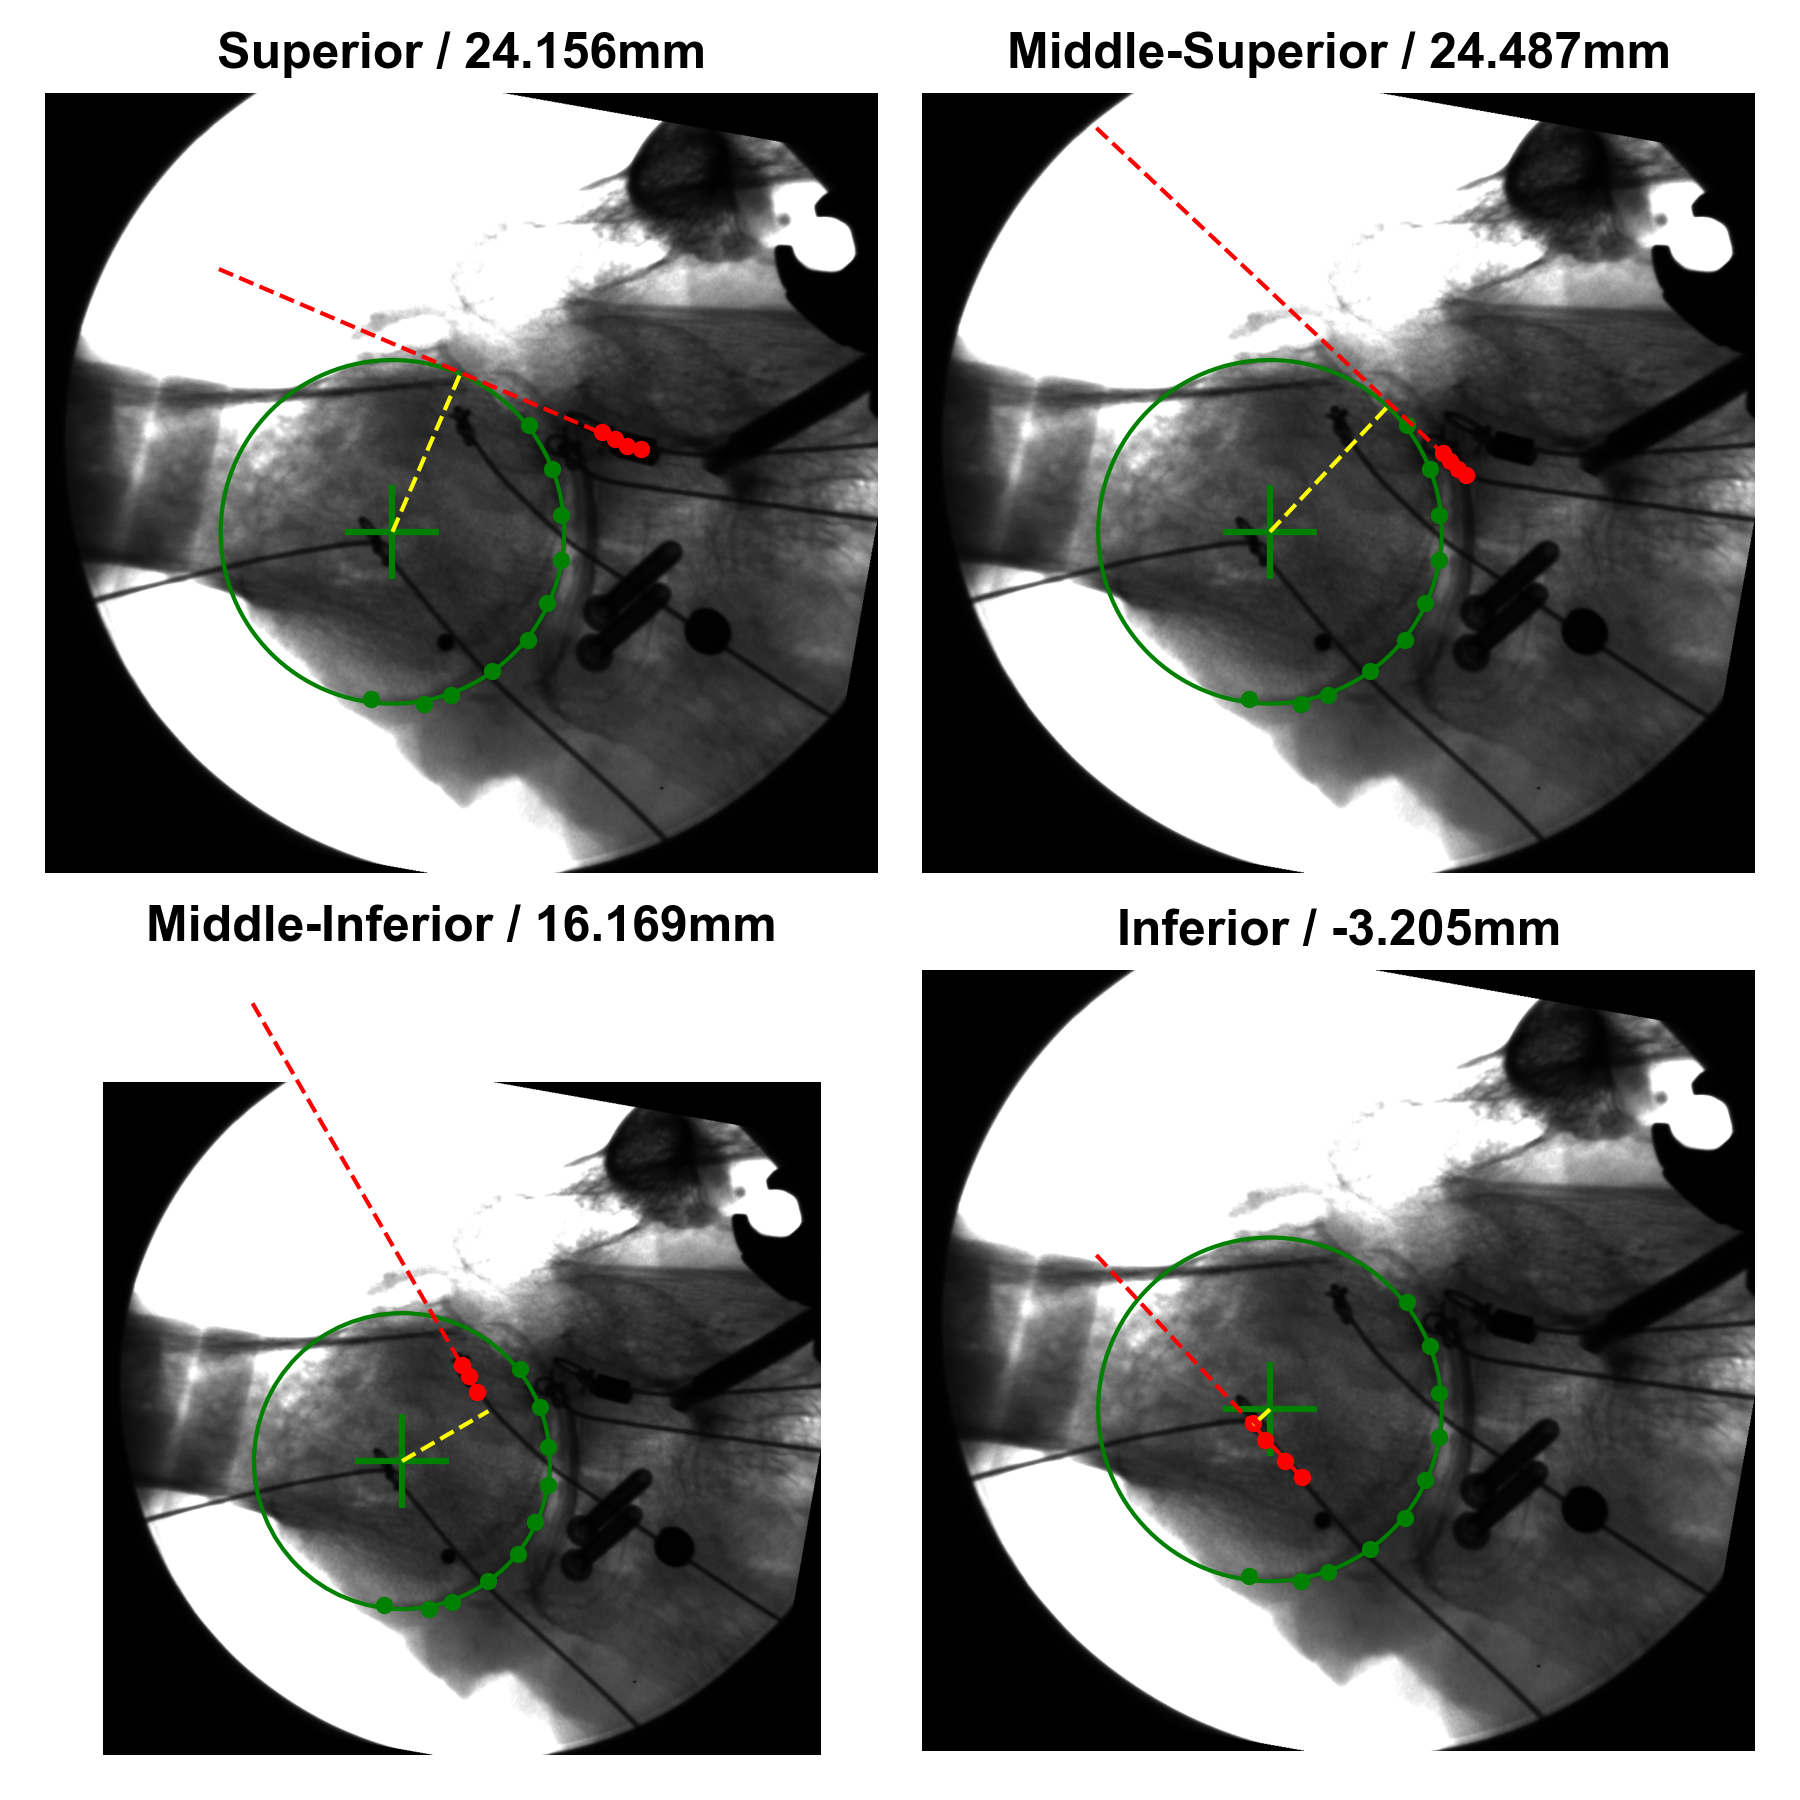 Superior / 24.156mm
Middle-Superior / 24.487mm
Middle-Inferior / 16.169mm
Inferior / -3.205mm